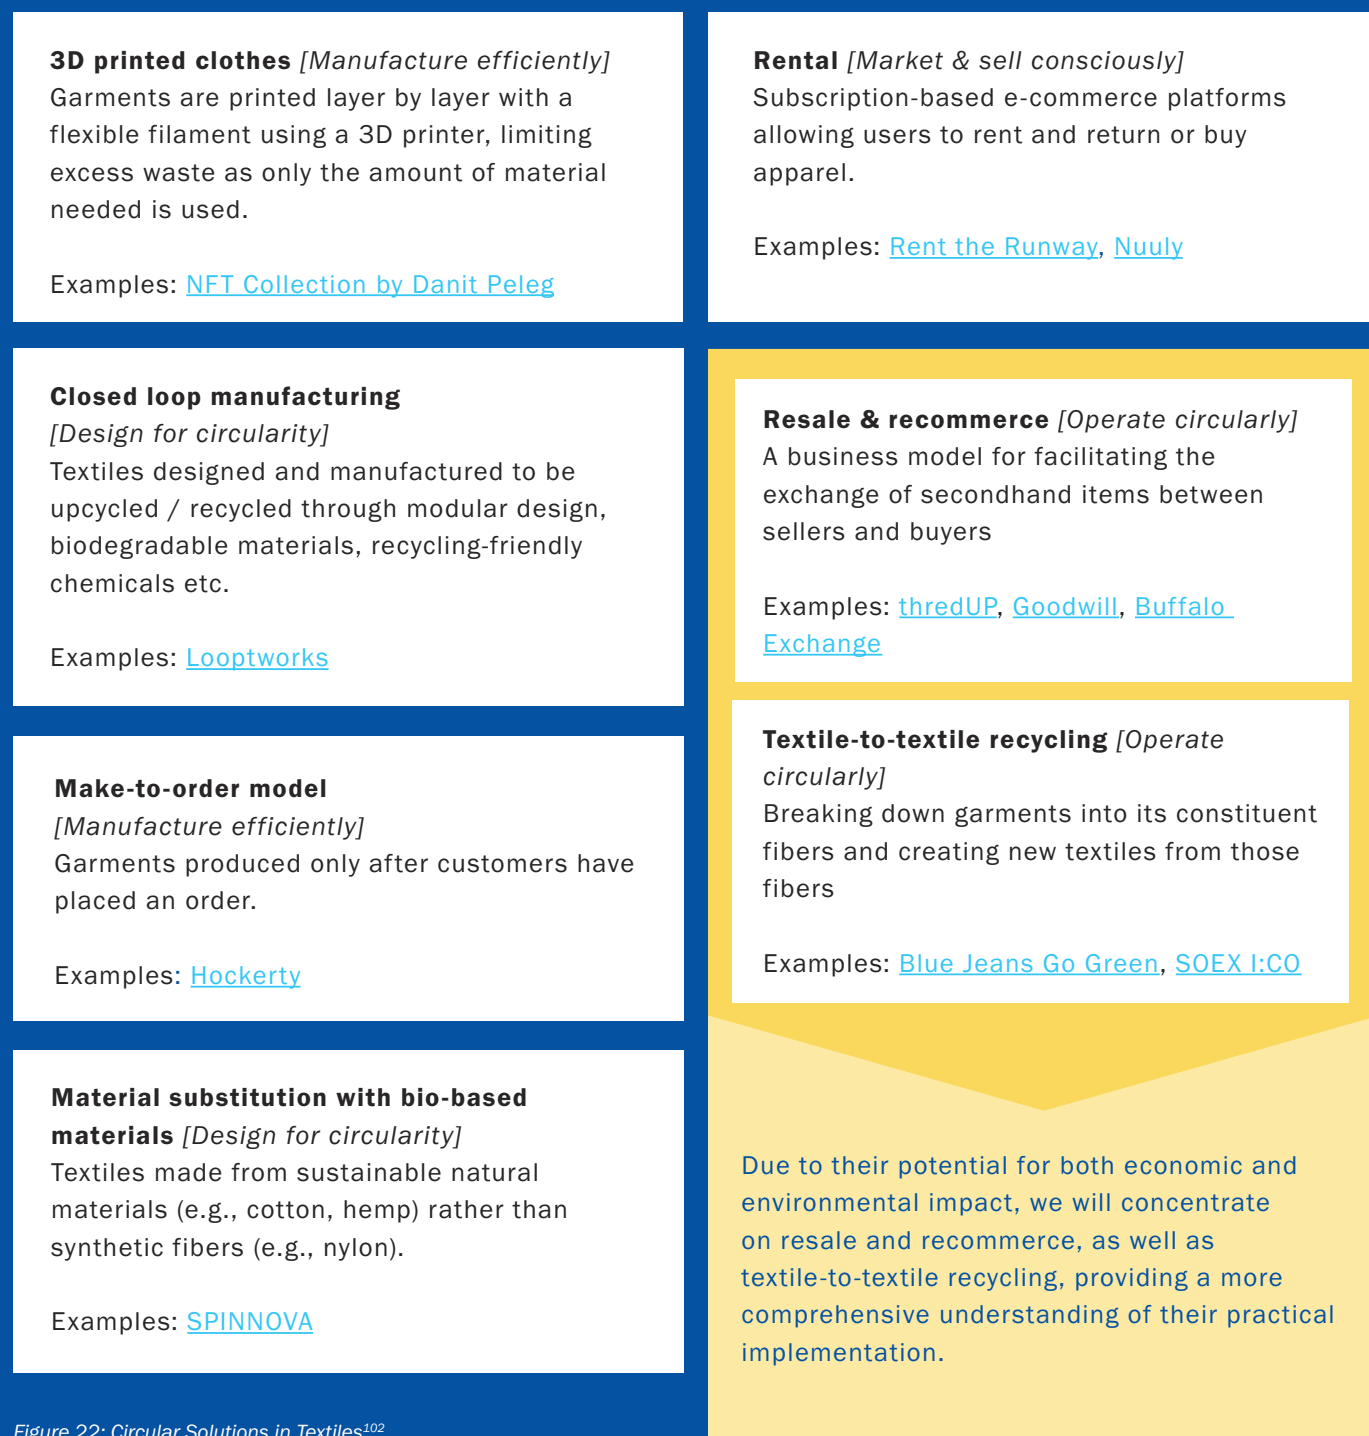 3D printed clothes [Manufacture efficiently]
Garments are printed layer by layer with a
flexible filament using a 3D printer, limiting
excess waste as only the amount of material
needed is used.
Examples: NFT Collection by Danit Peleg
Closed loop manufacturing
[Design for circularity]
Textiles designed and manufactured to be
upcycled / recycled through modular design,
biodegradable materials, recycling-friendly
chemicals etc.
Examples: Looptworks
Make-to-order model
[Manufacture efficiently]
Garments produced only after customers have
placed an order.
Examples: Hockerty
Material substitution with bio-based
materials [Design for circularity]
Textiles made from sustainable natural
materials (e.g., cotton, hemp) rather than
synthetic fibers (e.g., nylon).
Examples: SPINNOVA
Figure 22: Circular Solutions in Textiles102
Rental [Market & sell consciously]
Subscription-based e-commerce platforms
allowing users to rent and return or buy
apparel.
Examples: Rent the Runway, Nuuly
Resale & recommerce [Operate circularly]
A business model for facilitating the
exchange of secondhand items between
sellers and buyers
Examples: thredUP, Goodwill, Buffalo
Exchange
Textile-to-textile recycling [Operate
circularly]
Breaking down garments into its constituent
fibers and creating new textiles from those
fibers
Examples: Blue Jeans Go Green, SOEX I:CO
Due to their potential for both economic and
environmental impact, we will concentrate
on resale and recommerce, as well as
textile-to-textile recycling, providing a more
comprehensive understanding of their practical
implementation.